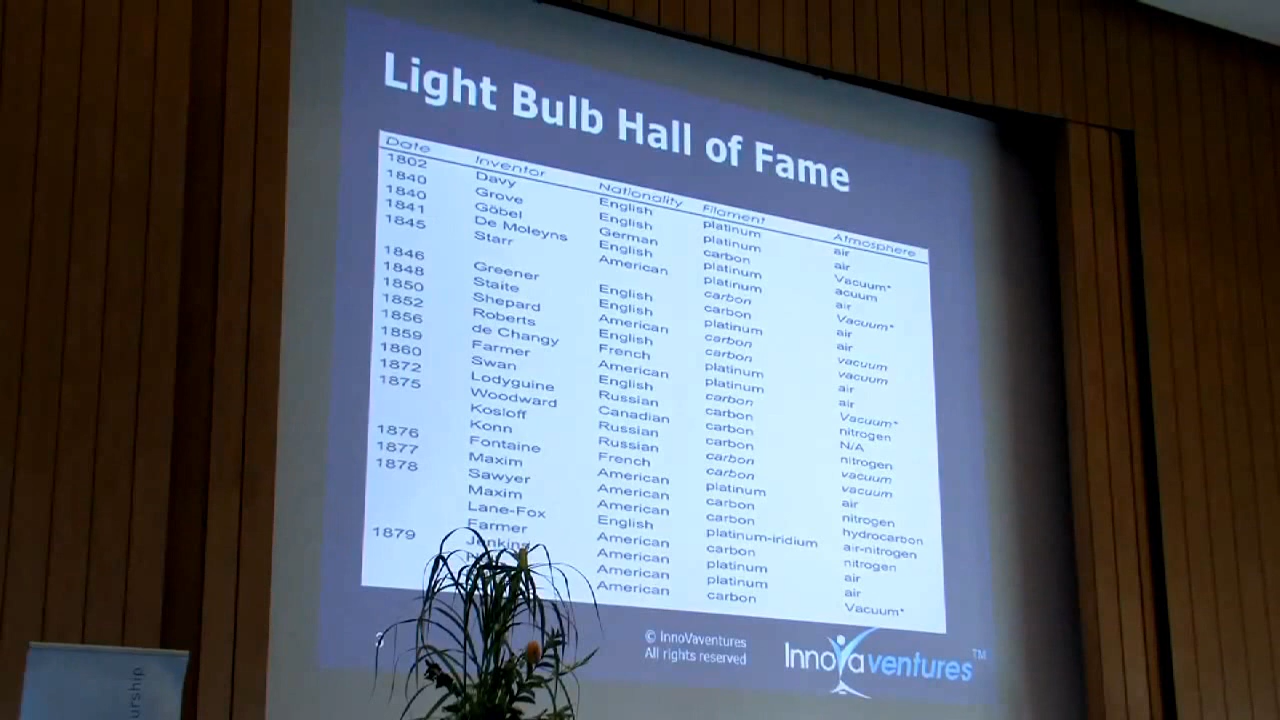 Light Bulb Hall of Fame
Date Inventor Nationality Filament Atmosphere
1802 Davy English platinum air
1840 Grove English platinum air
1840 Göbel German carbon Vacuum*
1841 De Moleyns English platinum acuum
1845 Starr American platinum air
carbon Vacuum*
1846 Greener English carbon air
1848 Staite English platinum air
1850 Shepard American carbon vacuum
1852 Roberts English carbon vacuum
1856 de Changy French platinum air
1859 Farmer American platinum air
1860 Swan English carbon Vacuum*
1872 Lodyguine Russian carbon nitrogen
1875 Woodward Canadian carbon N/A
Kosloff Russian carbon nitrogen
Konn Russian carbon vacuum
1876 Fontaine French carbon vacuum
1877 Maxim American platinum air
1878 Sawyer American carbon nitrogen
Maxim American carbon hydrocarbon
Lane-Fox English platinum-iridium air-nitrogen
Farmer American carbon nitrogen
1879 Jenkins American platinum air
American platinum air
American carbon Vacuum*
© InnoVaventures
All rights reserved
InnoVaventures™
urship